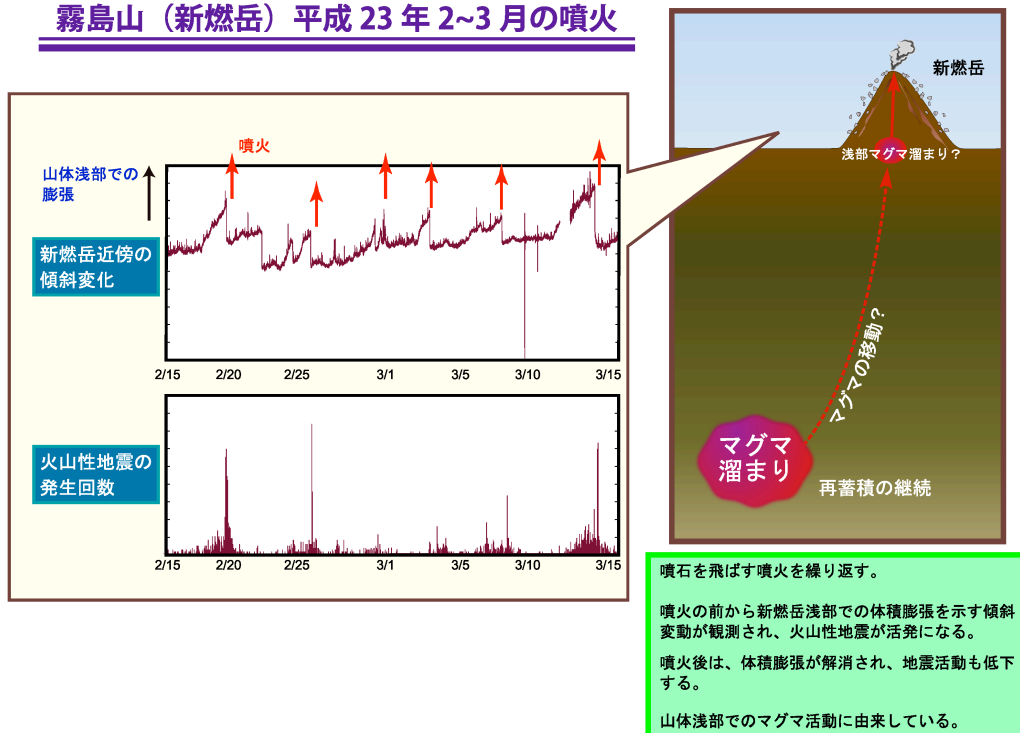 霧島山（新燃岳）平成 23 年 2~3 月の噴火
噴火
山体浅部での
膨張
新燃岳近傍の
傾斜変化
2/15
2/20
2/25
3/1
3/5
3/10
3/15
火山性地震の
発生回数
2/15
2/20
2/25
3/1
3/5
3/10
3/15
新燃岳
浅部マグマ溜まり？
マグマの移動？
マグマ
溜まり
再蓄積の継続
噴石を飛ばす噴火を繰り返す。
噴火の前から新燃岳浅部での体積膨張を示す傾斜
変動が観測され、火山性地震が活発になる。
噴火後は、体積膨張が解消され、地震活動も低下
する。
山体浅部でのマグマ活動に由来している。